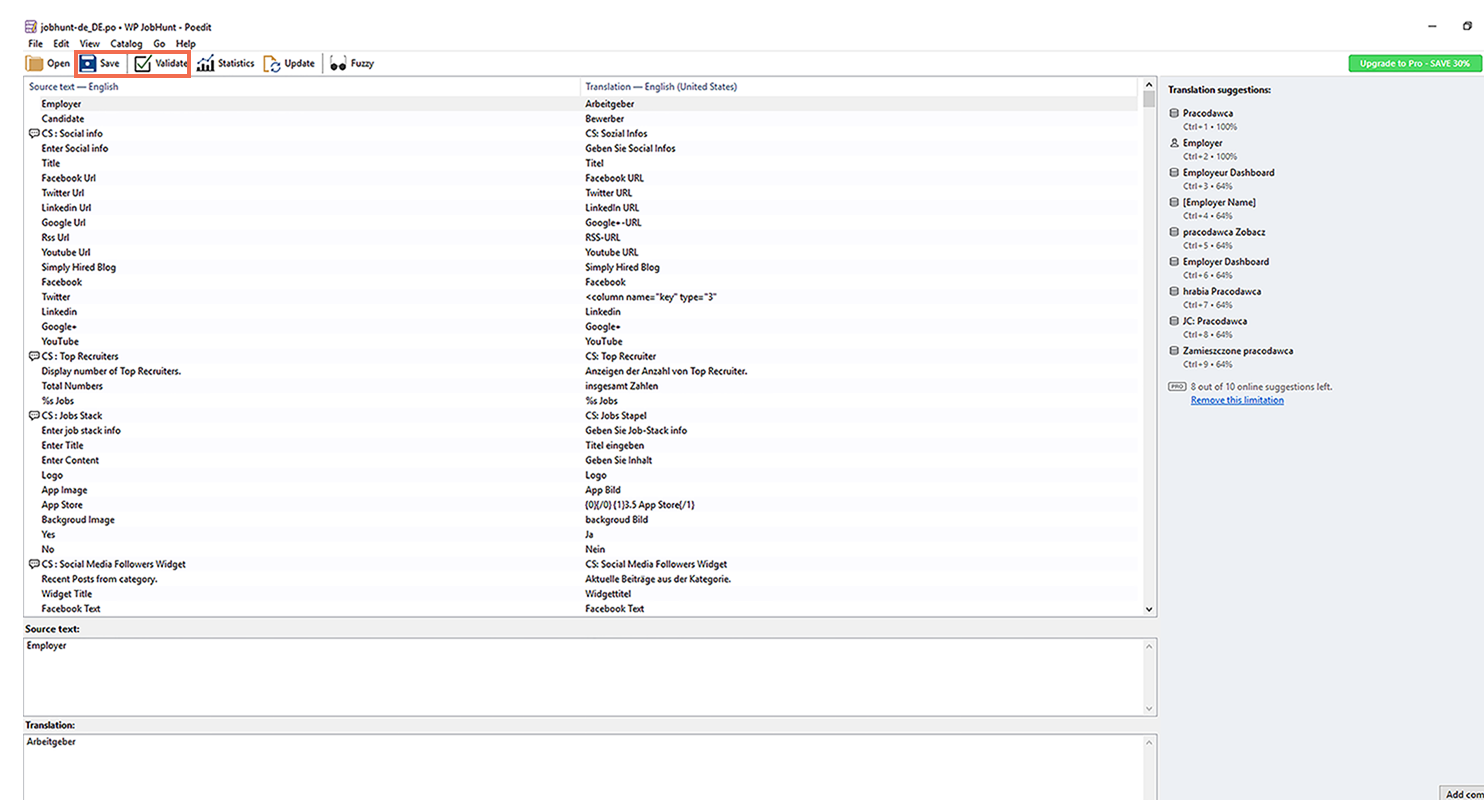 jobhunt-de_DE.po • WP JobHunt - Poedit
File Edit View Catalog Go Help
Open Save Validate Statistics Update Fuzzy
Upgrade to Pro - SAVE 30%
Source text — English Translation — English (United States)
Employer Arbeitgeber
Candidate Bewerber
CS : Social info CS: Sozial Infos
Enter Social info Geben Sie Social Infos
Title Titel
Facebook Url Facebook URL
Twitter Url Twitter URL
Linkedin Url LinkedIn URL
Google Url Google+-URL
Rss Url RSS-URL
Youtube Url Youtube URL
Simply Hired Blog Simply Hired Blog
Facebook Facebook
Twitter <column name="key" type="3"
Linkedin Linkedin
Google+ Google+
YouTube YouTube
CS : Top Recruiters CS: Top Recruiter
Display number of Top Recruiters. Anzeigen der Anzahl von Top Recruiter.
Total Numbers insgesamt Zahlen
%s Jobs %s Jobs
CS : Jobs Stack CS: Jobs Stapel
Enter job stack info Geben Sie Job-Stack info
Enter Title Titel eingeben
Enter Content Geben Sie Inhalt
Logo Logo
App Image App Bild
App Store {0}{/0} {1}3.5 App Store{/1}
Backgroud Image backgroud Bild
Yes Ja
No Nein
CS : Social Media Followers Widget CS: Social Media Followers Widget
Recent Posts from category. Aktuelle Beiträge aus der Kategorie.
Widget Title Widgettitel
Facebook Text Facebook Text
Source text:
Employer
Translation:
Arbeitgeber
Translation suggestions:
Pracodawca
Ctrl+1 • 100%
Employer
Ctrl+2 • 100%
Employeur Dashboard
Ctrl+3 • 64%
[Employer Name]
Ctrl+4 • 64%
pracodawca Zobacz
Ctrl+5 • 64%
Employer Dashboard
Ctrl+6 • 64%
hrabia Pracodawca
Ctrl+7 • 64%
JC: Pracodawca
Ctrl+8 • 64%
Zamieszczone pracodawca
Ctrl+9 • 64%
PRO 8 out of 10 online suggestions left.
Remove this limitation
Add com